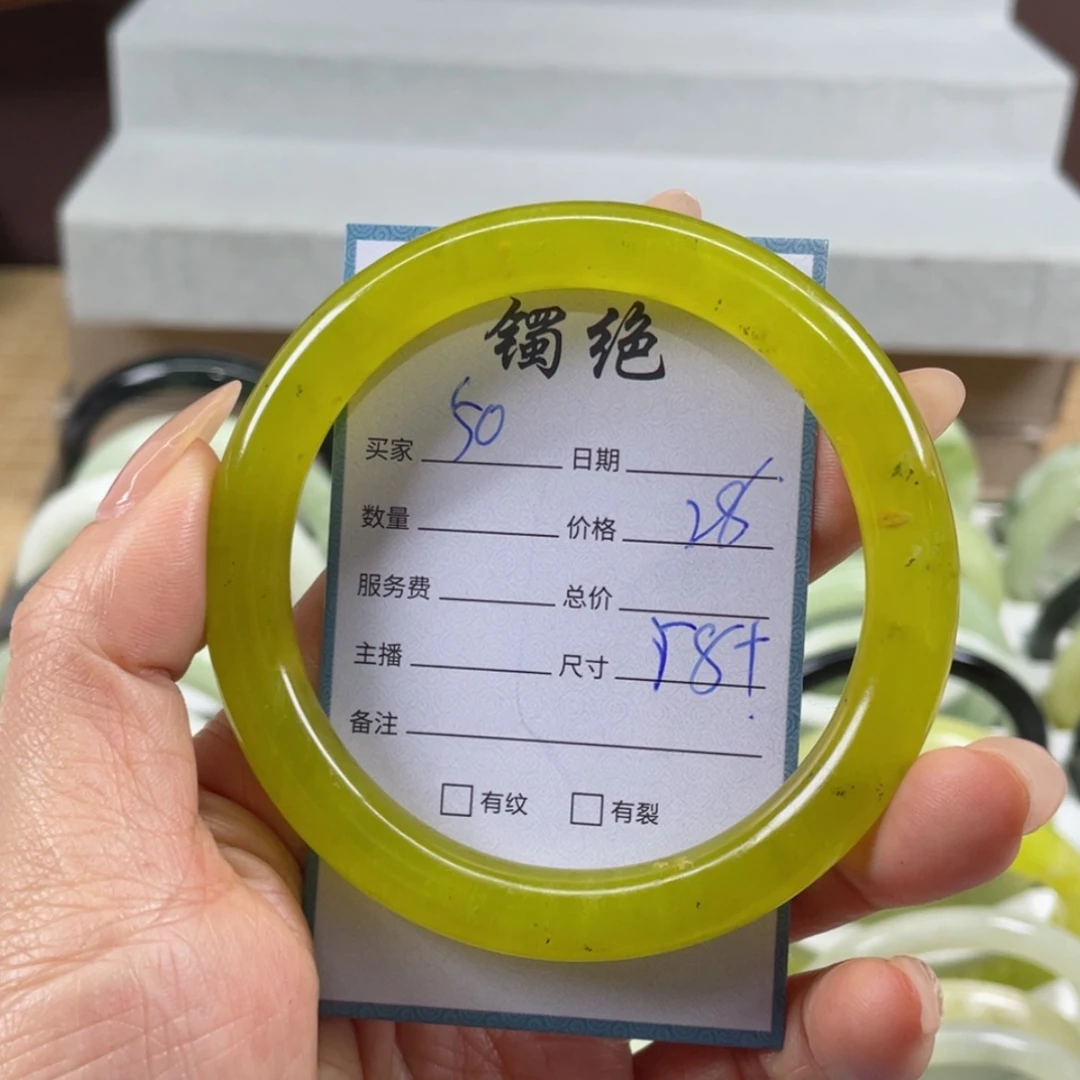 镯绝
买家 50 日期
数量 价格 28
服务费 总价
主播 尺寸 58+
备注
□有纹 □有裂